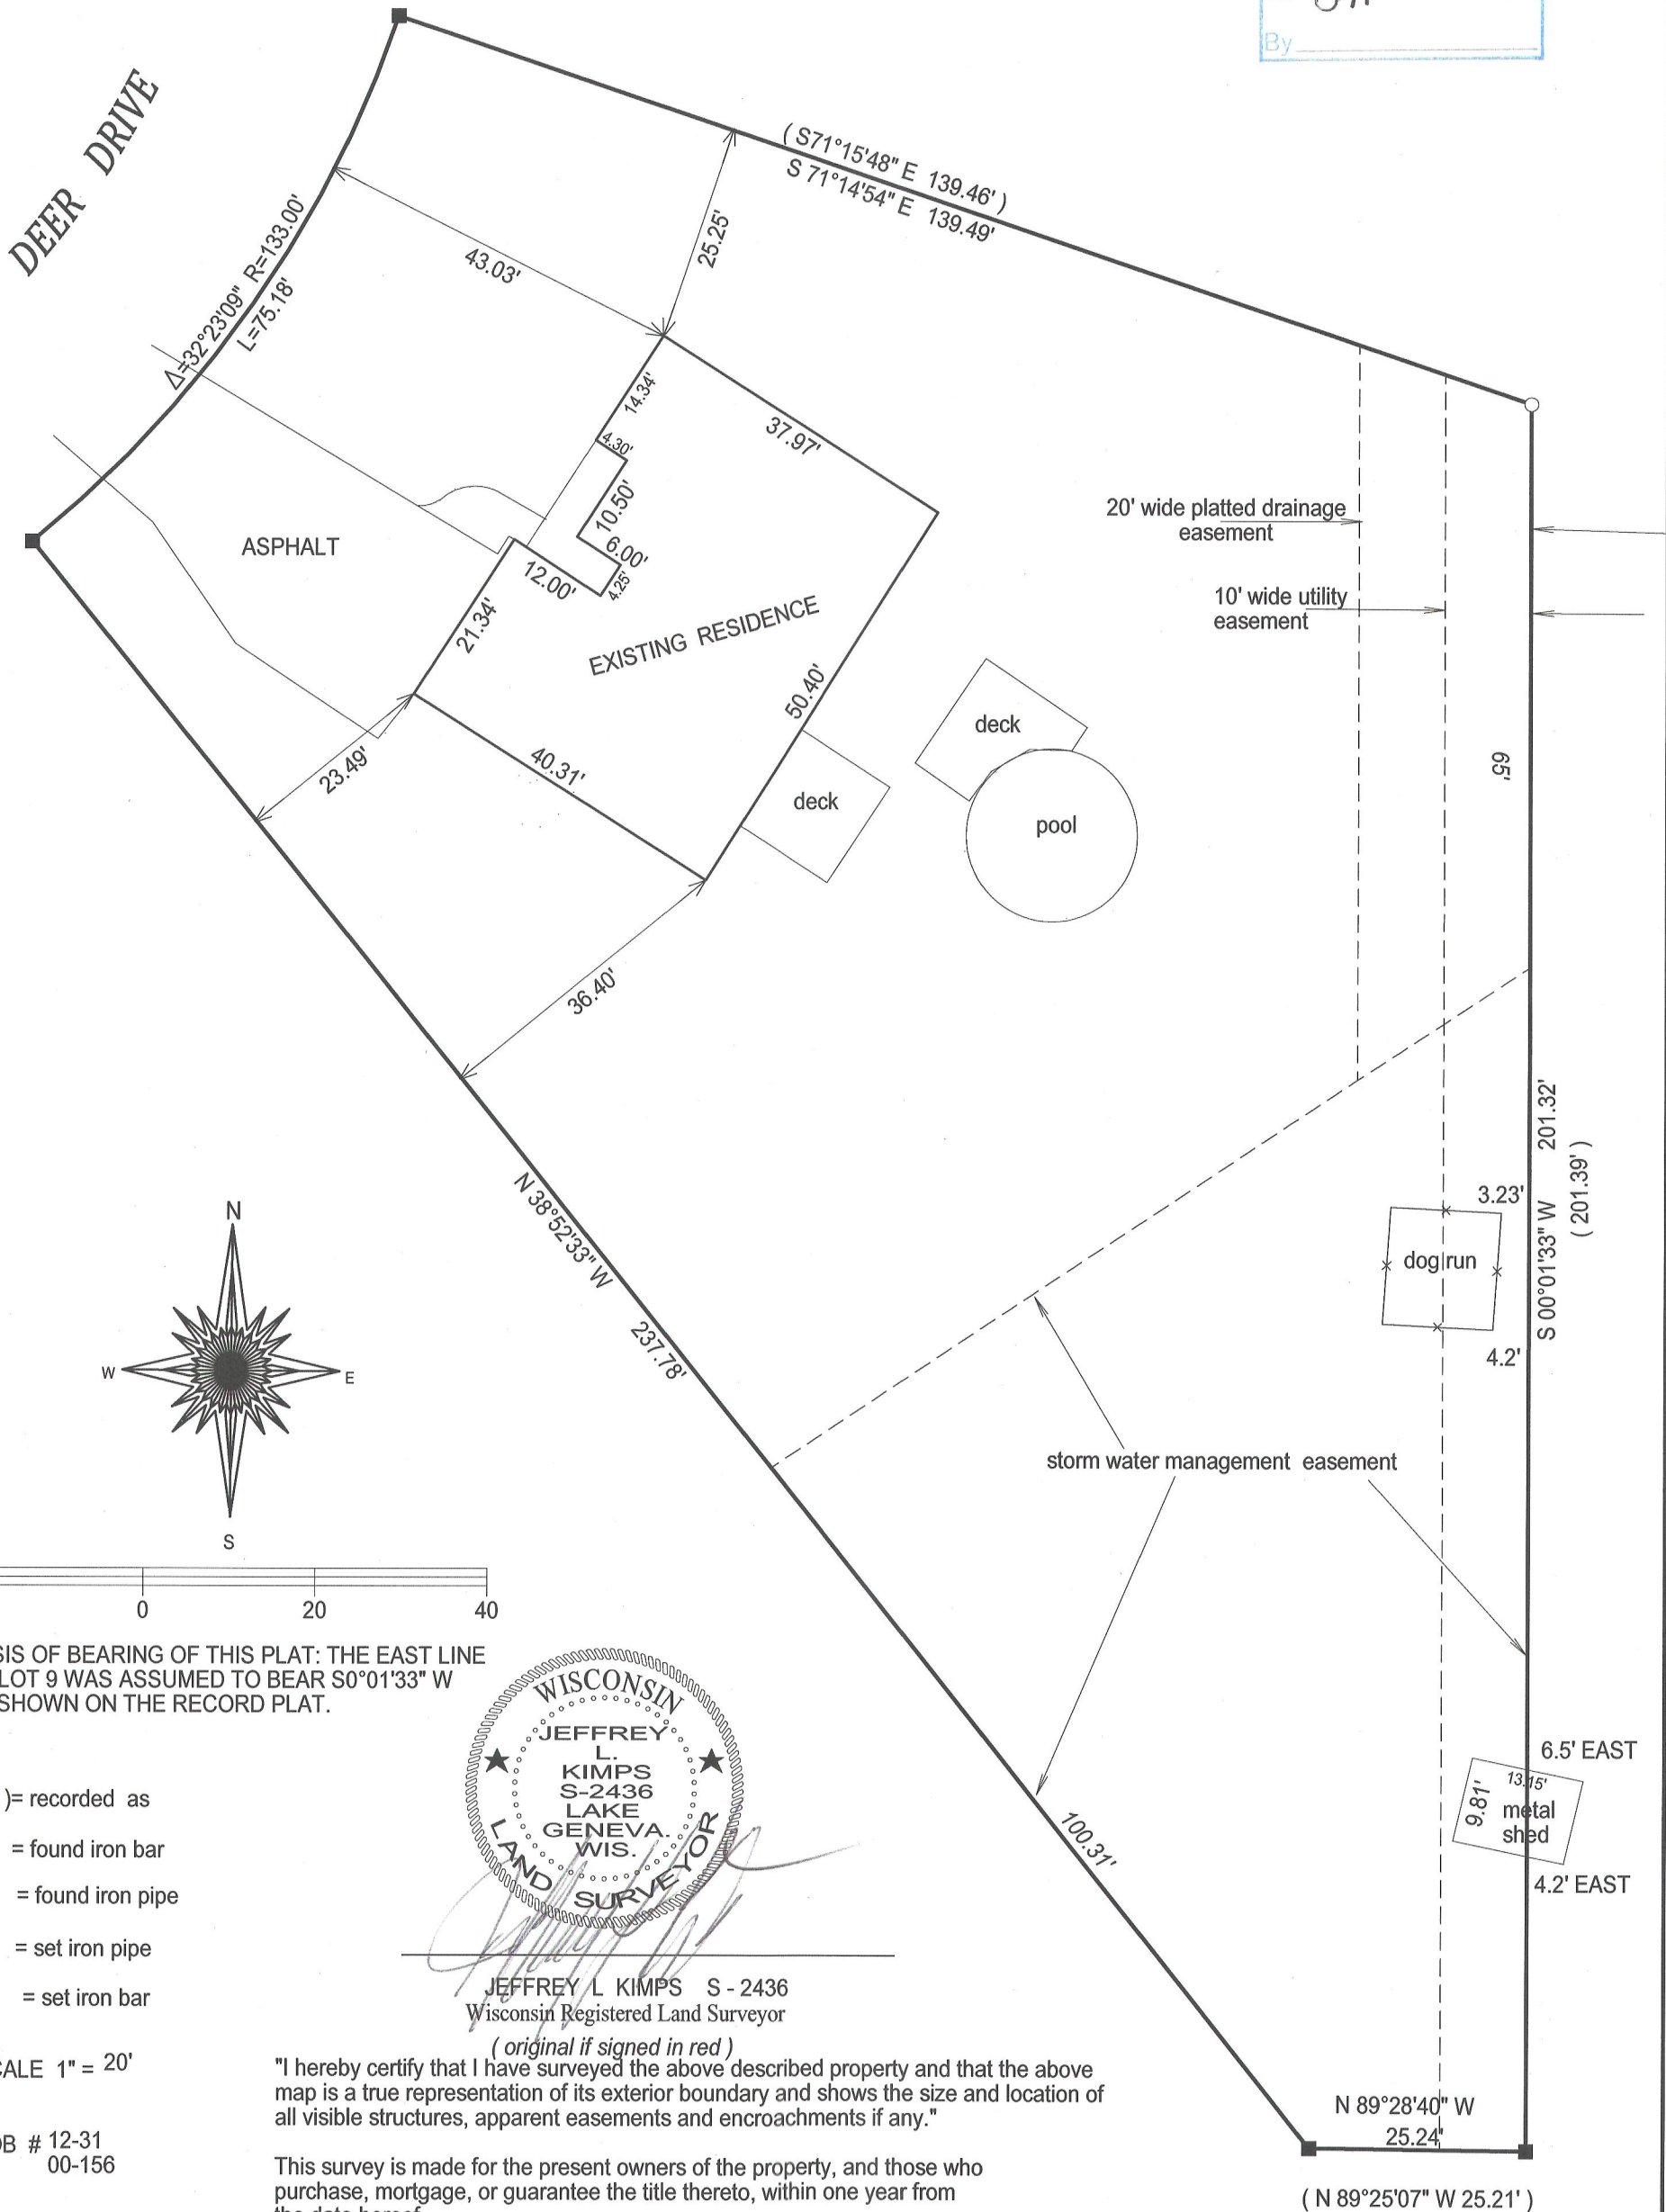 By
DEER DRIVE
( S71°15'48" E 139.46' )
S 71°14'54" E 139.49'
Δ=32°23'09" R=133.00'
L=75.18'
43.03'
25.25'
14.34'
4.30'
10.50'
6.00'
4.25'
12.00'
21.34'
37.97'
ASPHALT
EXISTING RESIDENCE
50.40'
40.31'
23.49'
36.40'
deck
deck
pool
20' wide platted drainage
easement
10' wide utility
easement
65'
S 00°01'33" W 201.32'
( 201.39' )
3.23'
dog run
4.2'
N 38°52'33" W 237.78'
storm water management easement
100.31'
6.5' EAST
13.15'
9.81'
metal
shed
4.2' EAST
N
W
E
S
0 20 40
SIS OF BEARING OF THIS PLAT: THE EAST LINE
LOT 9 WAS ASSUMED TO BEAR S0°01'33" W
SHOWN ON THE RECORD PLAT.
)= recorded as
= found iron bar
= found iron pipe
= set iron pipe
= set iron bar
CALE 1" = 20'
OB # 12-31
00-156
WISCONSIN
JEFFREY
L.
KIMPS
S-2436
LAKE
GENEVA.
WIS.
LAND SURVEYOR
JEFFREY L KIMPS S - 2436
Wisconsin Registered Land Surveyor
( original if signed in red )
"I hereby certify that I have surveyed the above described property and that the above
map is a true representation of its exterior boundary and shows the size and location of
all visible structures, apparent easements and encroachments if any."
This survey is made for the present owners of the property, and those who
purchase, mortgage, or guarantee the title thereto, within one year from
the date hereof
N 89°28'40" W
25.24'
( N 89°25'07" W 25.21' )